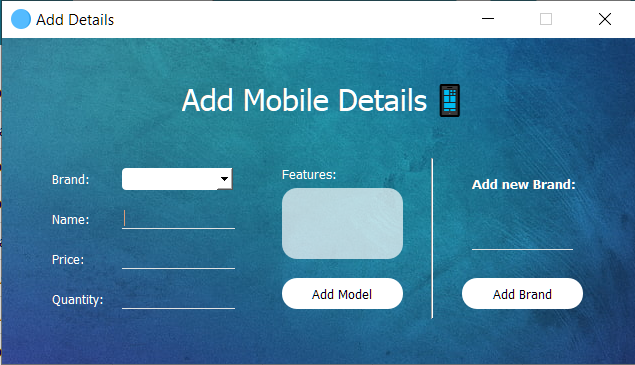 Add Details
Add Mobile Details
Brand:
Name:
Price:
Quantity:
Features:
Add Model
Add new Brand:
Add Brand